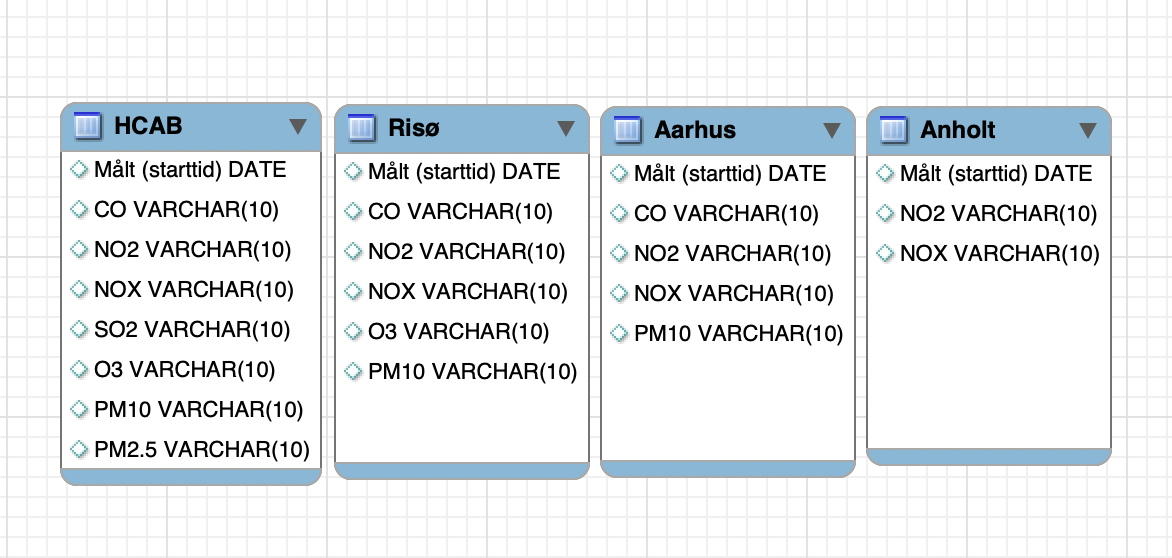 HCAB
Målt (starttid) DATE
CO VARCHAR(10)
NO2 VARCHAR(10)
NOX VARCHAR(10)
SO2 VARCHAR(10)
O3 VARCHAR(10)
PM10 VARCHAR(10)
PM2.5 VARCHAR(10)
Risø
Målt (starttid) DATE
CO VARCHAR(10)
NO2 VARCHAR(10)
NOX VARCHAR(10)
O3 VARCHAR(10)
PM10 VARCHAR(10)
Aarhus
Målt (starttid) DATE
CO VARCHAR(10)
NO2 VARCHAR(10)
NOX VARCHAR(10)
PM10 VARCHAR(10)
Anholt
Målt (starttid) DATE
NO2 VARCHAR(10)
NOX VARCHAR(10)